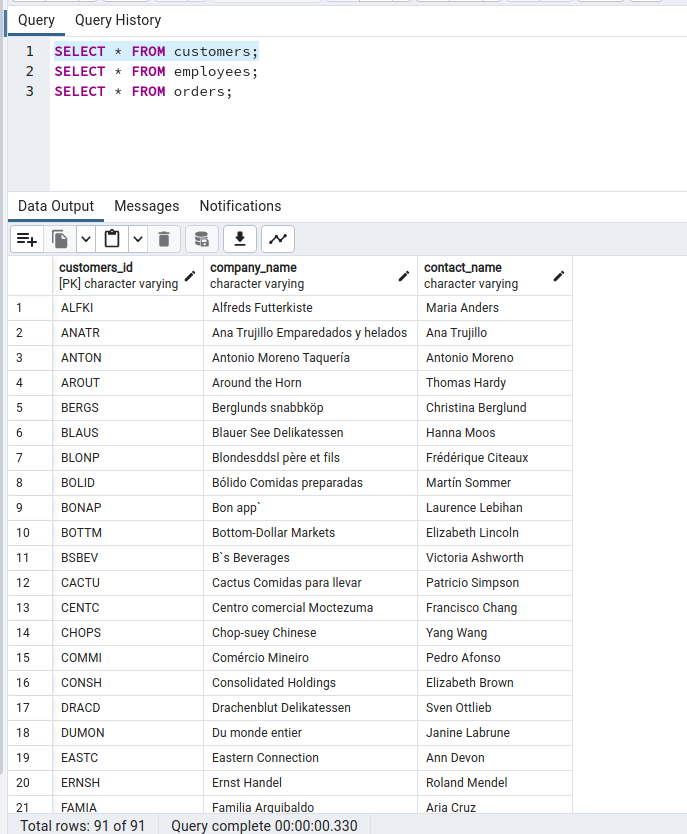 Query Query History
1 SELECT * FROM customers;
2 SELECT * FROM employees;
3 SELECT * FROM orders;
Data Output Messages Notifications
customers_id company_name contact_name
[PK] character varying character varying character varying
1 ALFKI Alfreds Futterkiste Maria Anders
2 ANATR Ana Trujillo Emparedados y helados Ana Trujillo
3 ANTON Antonio Moreno Taquería Antonio Moreno
4 AROUT Around the Horn Thomas Hardy
5 BERGS Berglunds snabbköp Christina Berglund
6 BLAUS Blauer See Delikatessen Hanna Moos
7 BLONP Blondesddsl père et fils Frédérique Citeaux
8 BOLID Bólido Comidas preparadas Martín Sommer
9 BONAP Bon app` Laurence Lebihan
10 BOTTM Bottom-Dollar Markets Elizabeth Lincoln
11 BSBEV B`s Beverages Victoria Ashworth
12 CACTU Cactus Comidas para llevar Patricio Simpson
13 CENTC Centro comercial Moctezuma Francisco Chang
14 CHOPS Chop-suey Chinese Yang Wang
15 COMMI Comércio Mineiro Pedro Afonso
16 CONSH Consolidated Holdings Elizabeth Brown
17 DRACD Drachenblut Delikatessen Sven Ottlieb
18 DUMON Du monde entier Janine Labrune
19 EASTC Eastern Connection Ann Devon
20 ERNSH Ernst Handel Roland Mendel
21 FAMIA Familia Arquibaldo Aria Cruz
Total rows: 91 of 91 Query complete 00:00:00.330